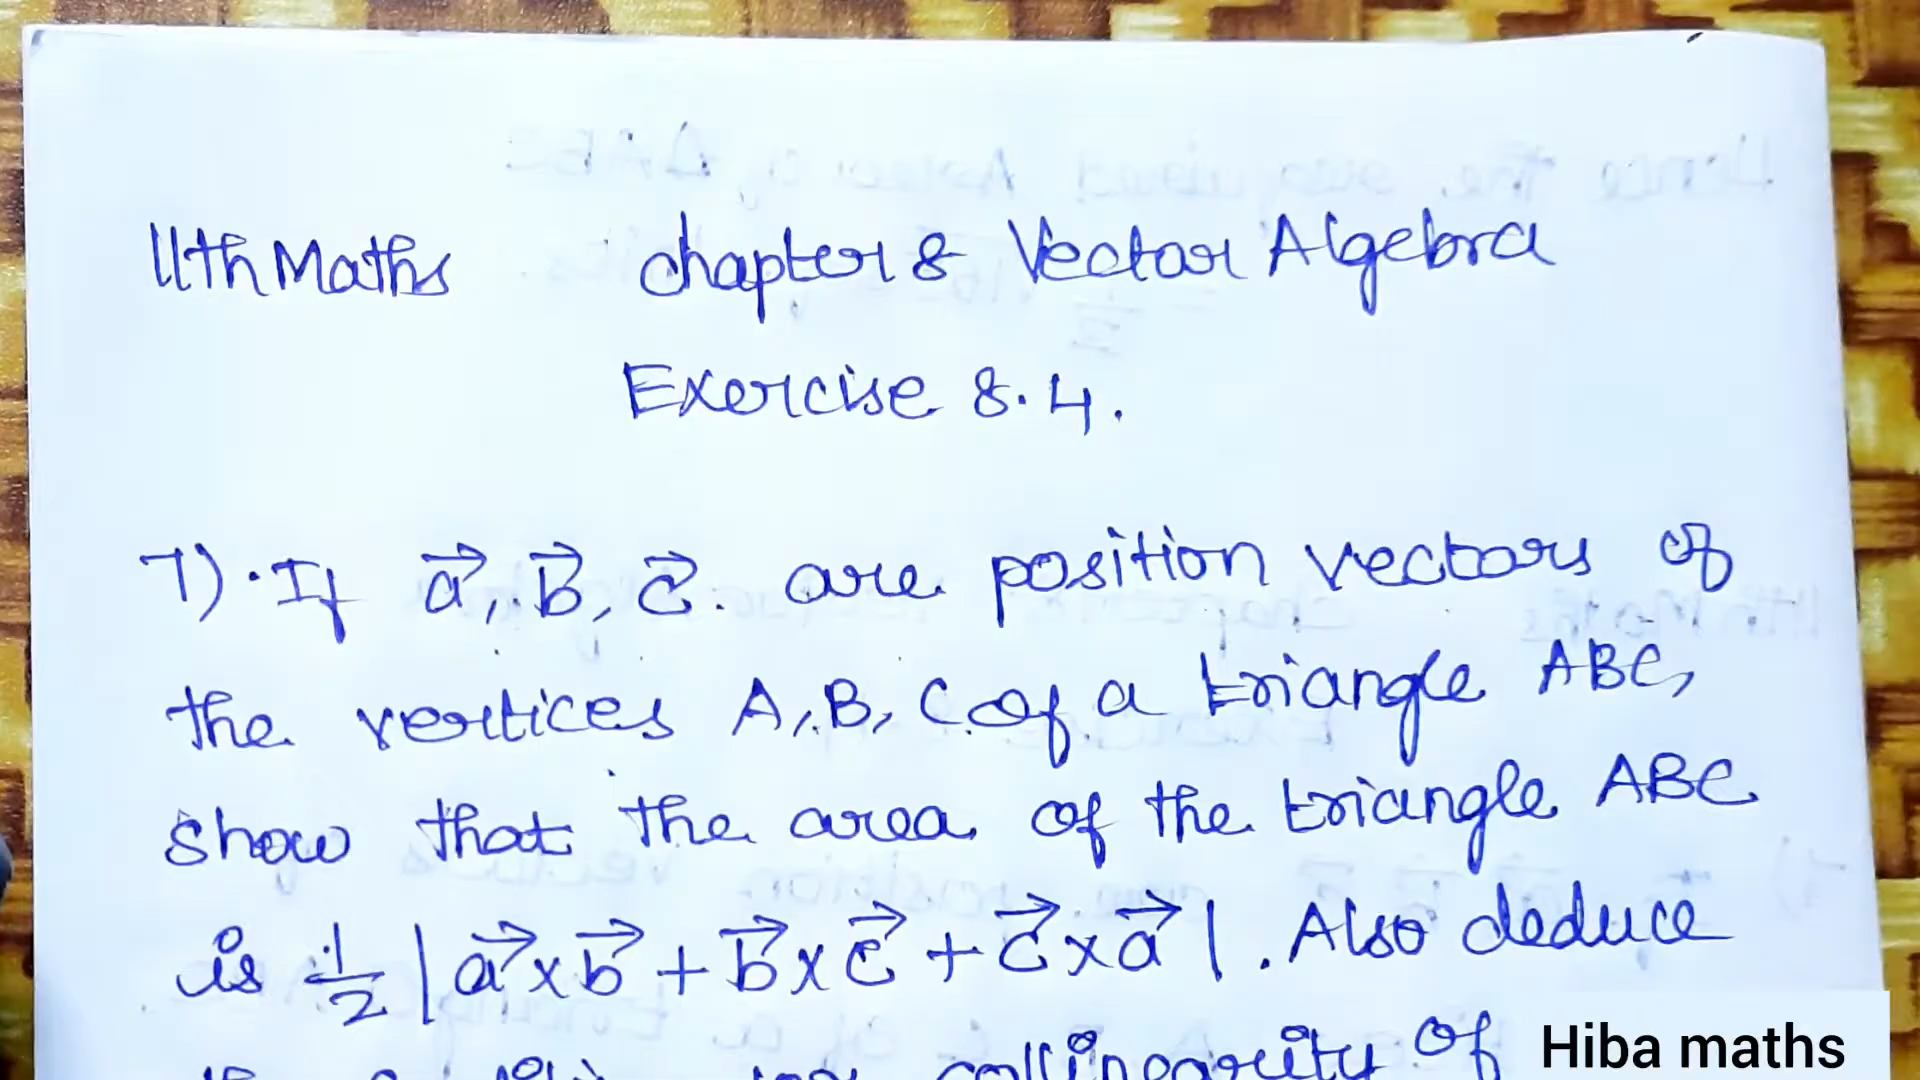 11th Maths chapter 8 Vector Algebra
Exercise 8.4.
7). If a⃗, b⃗, c⃗. are position vectors of
the vertices A, B, C of a triangle ABC,
show that the area of the triangle ABC
is 1/2 | a⃗ x b⃗ + b⃗ x c⃗ + c⃗ x a⃗ |. Also deduce
collinearity of
Hiba maths